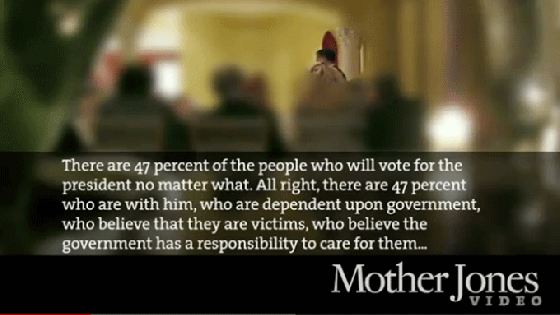 There are 47 percent of the people who will vote for the
president no matter what. All right, there are 47 percent
who are with him, who are dependent upon government,
who believe that they are victims, who believe the
government has a responsibility to care for them...
Mother Jones
VIDEO